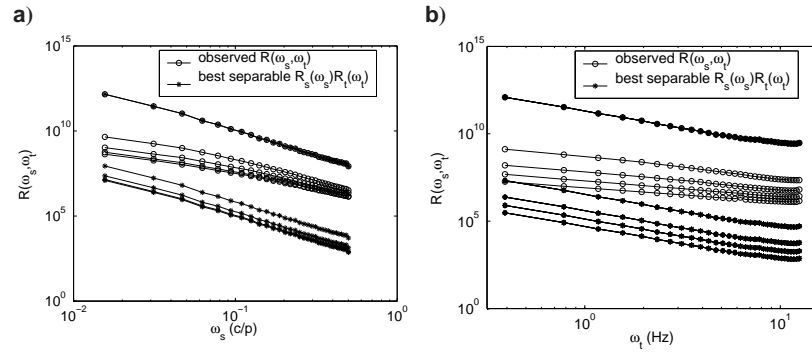 a)
10^15
10^10
10^5
10^0
R(ω_s,ω_t)
observed R(ω_s,ω_t)
best separable R_s(ω_s)R_t(ω_t)
10^−2
10^−1
10^0
ω_s (c/p)
b)
10^15
10^10
10^5
10^0
R(ω_s,ω_t)
observed R(ω_s,ω_t)
best separable R_s(ω_s)R_t(ω_t)
10^0
10^1
ω_t (Hz)